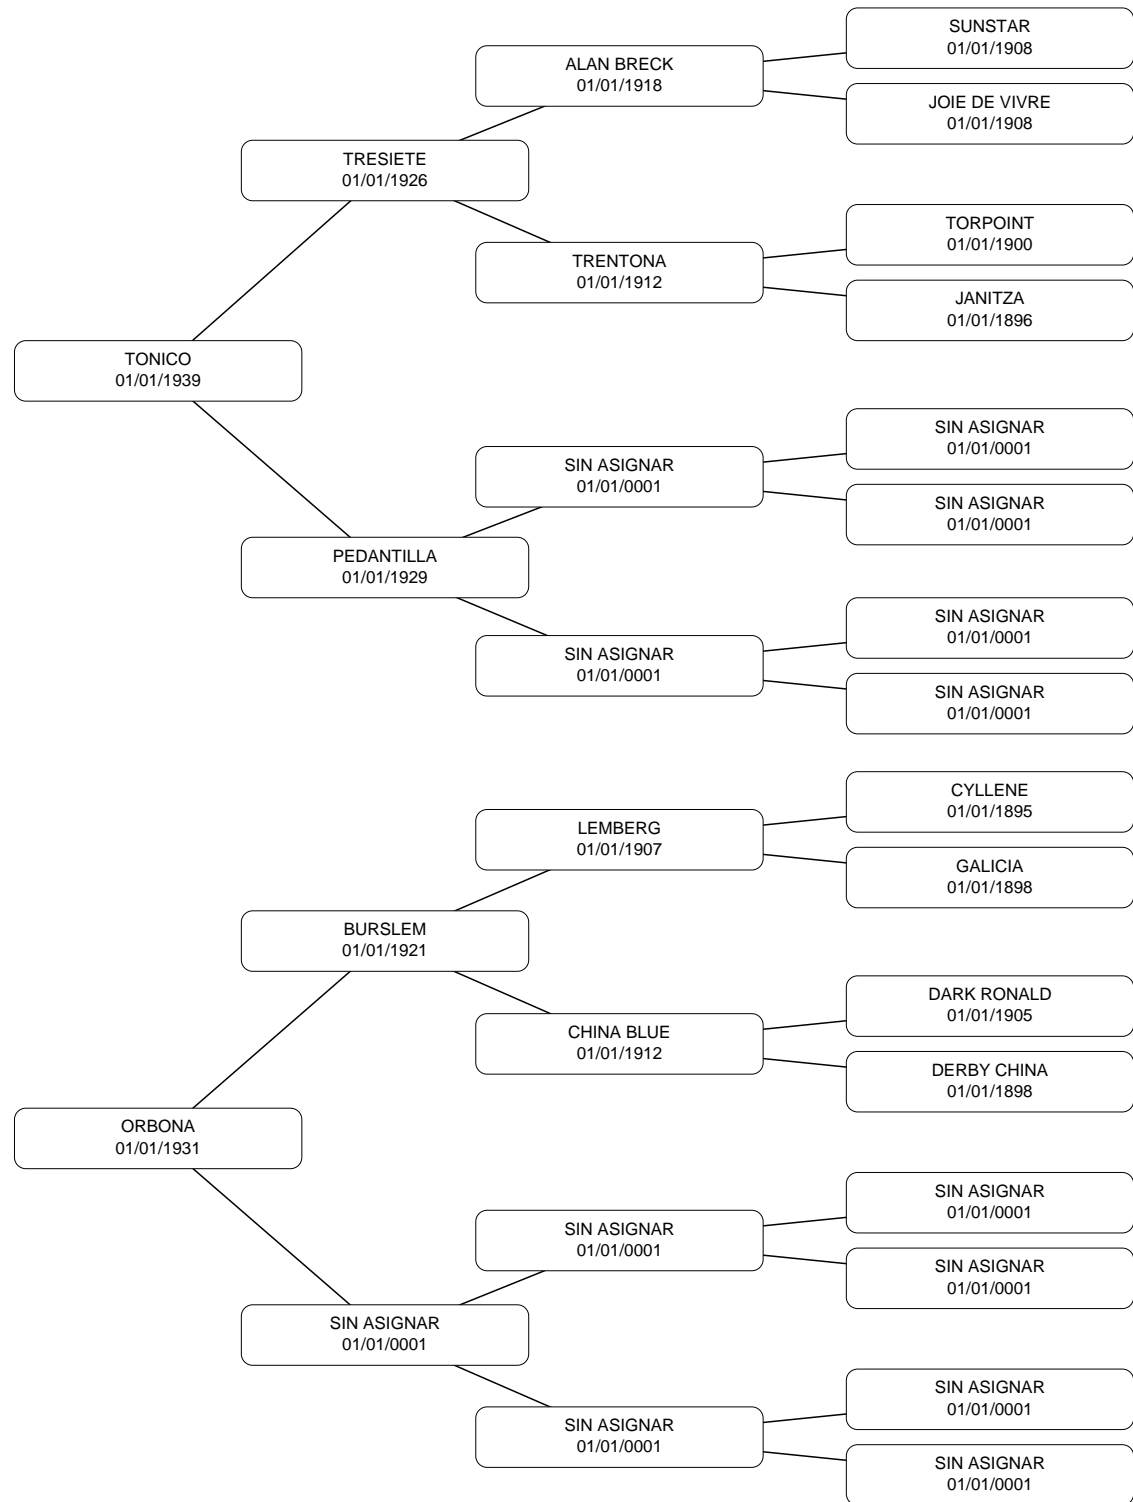 SUNSTAR
01/01/1908
ALAN BRECK
01/01/1918
JOIE DE VIVRE
01/01/1908
TRESIETE
01/01/1926
TORPOINT
01/01/1900
TRENTONA
01/01/1912
JANITZA
01/01/1896
TONICO
01/01/1939
SIN ASIGNAR
01/01/0001
SIN ASIGNAR
01/01/0001
SIN ASIGNAR
01/01/0001
PEDANTILLA
01/01/1929
SIN ASIGNAR
01/01/0001
SIN ASIGNAR
01/01/0001
SIN ASIGNAR
01/01/0001
CYLLENE
01/01/1895
LEMBERG
01/01/1907
GALICIA
01/01/1898
BURSLEM
01/01/1921
DARK RONALD
01/01/1905
CHINA BLUE
01/01/1912
DERBY CHINA
01/01/1898
ORBONA
01/01/1931
SIN ASIGNAR
01/01/0001
SIN ASIGNAR
01/01/0001
SIN ASIGNAR
01/01/0001
SIN ASIGNAR
01/01/0001
SIN ASIGNAR
01/01/0001
SIN ASIGNAR
01/01/0001
SIN ASIGNAR
01/01/0001